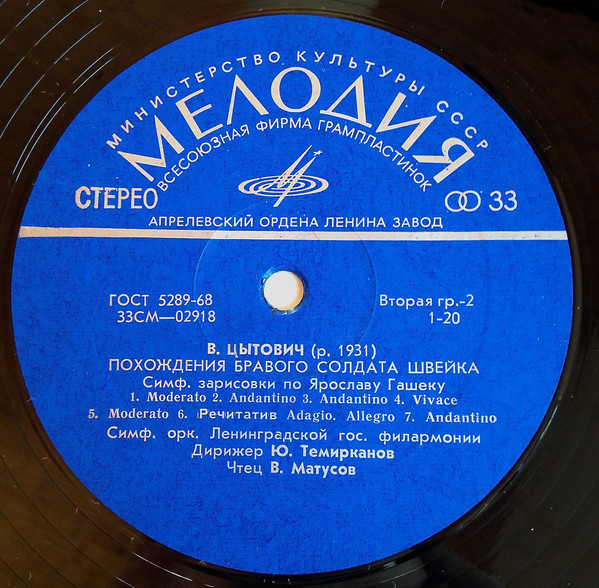 МИНИСТЕРСТВО КУЛЬТУРЫ СССР
МЕЛОДИЯ
ВСЕСОЮЗНАЯ ФИРМА ГРАМПЛАСТИНОК
СТЕРЕО
33
АПРЕЛЕВСКИЙ ОРДЕНА ЛЕНИНА ЗАВОД
ГОСТ 5289-68 Вторая гр.-2
33СМ—02918 1-20
В. ЦЫТОВИЧ (р. 1931)
ПОХОЖДЕНИЯ БРАВОГО СОЛДАТА ШВЕЙКА
Симф. зарисовки по Ярославу Гашеку
1. Moderato 2. Andantino 3. Andantino 4. Vivace
5. Moderato 6. Речитатив Adagio. Allegro 7. Andantino
Симф. орк. Ленинградской гос. филармонии
Дирижер Ю. Темирканов
Чтец В. Матусов